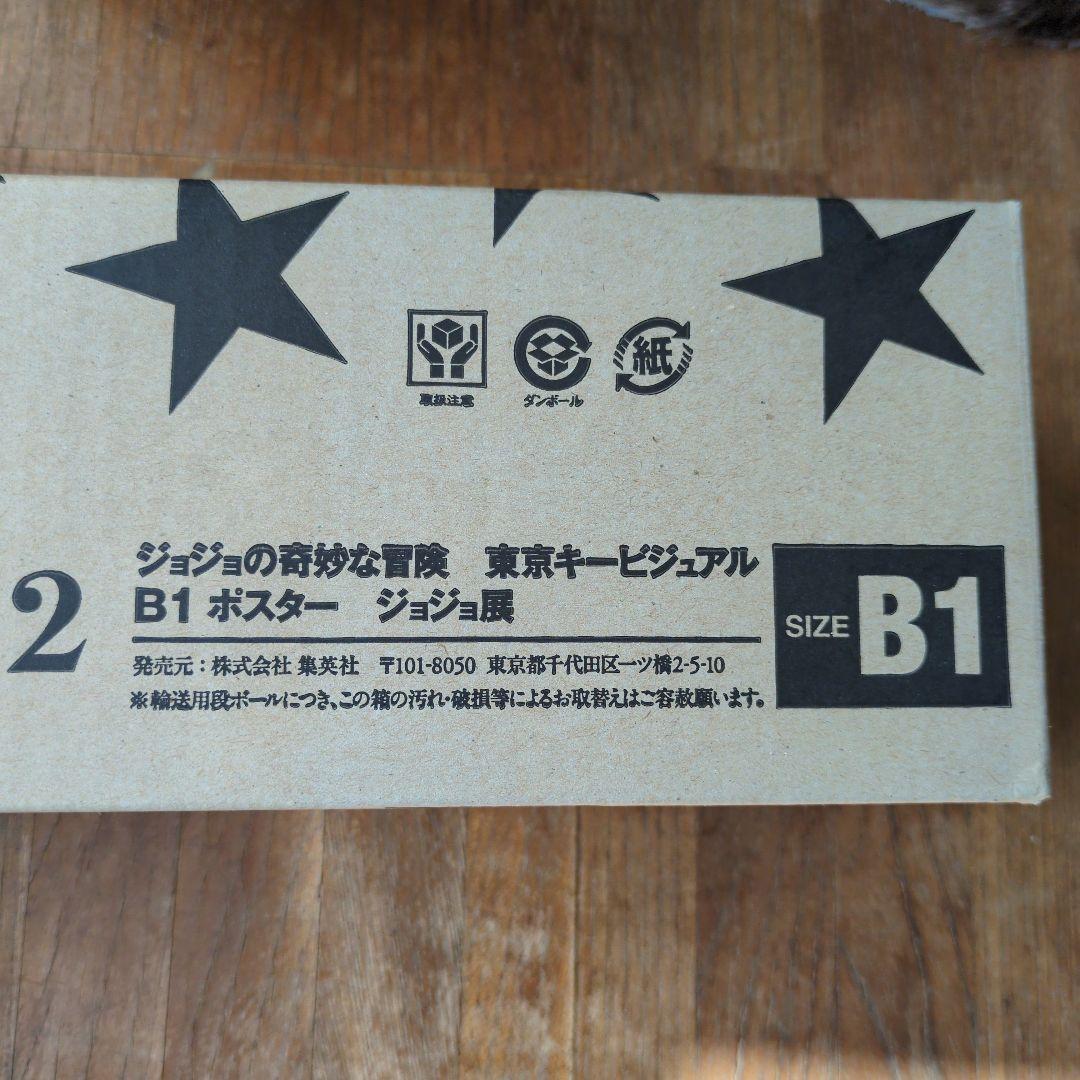 紙
取扱注意
ダンボール
2
ジョジョの奇妙な冒険　東京キービジュアル
B1 ポスター　ジョジョ展
発売元：株式会社 集英社　〒101-8050 東京都千代田区一ツ橋2-5-10
※輸送用段ボールにつき、この箱の汚れ・破損等によるお取替えはご容赦願います。
SIZE B1